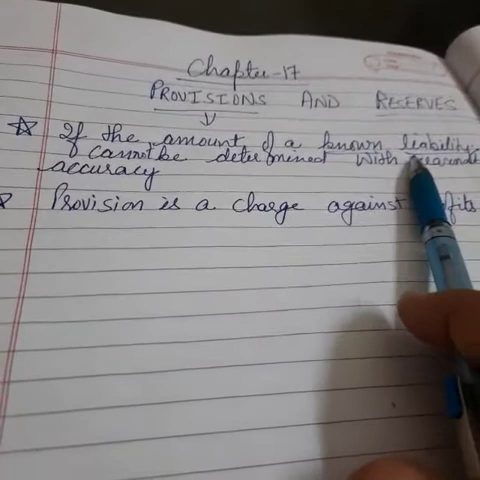 Chapter-17
PROVISIONS AND RESERVES
If the amount of a known liability
cannot be determined with
accuracy
Provision is a charge against